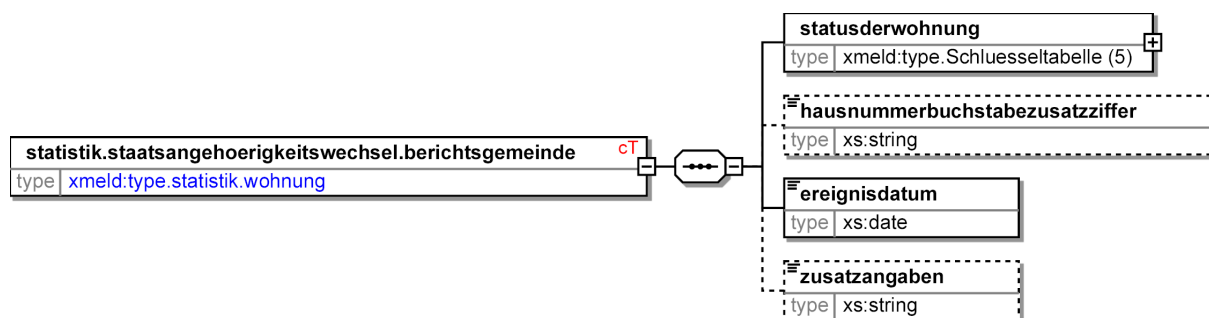 statusderwohnung
type xmeld:type.Schluesseltabelle (5)
hausnummerbuchstabezusatzziffer
type xs:string
statistik.staatsangehoerigkeitswechsel.berichtsgemeinde cT
type xmeld:type.statistik.wohnung
ereignisdatum
type xs:date
zusatzangaben
type xs:string